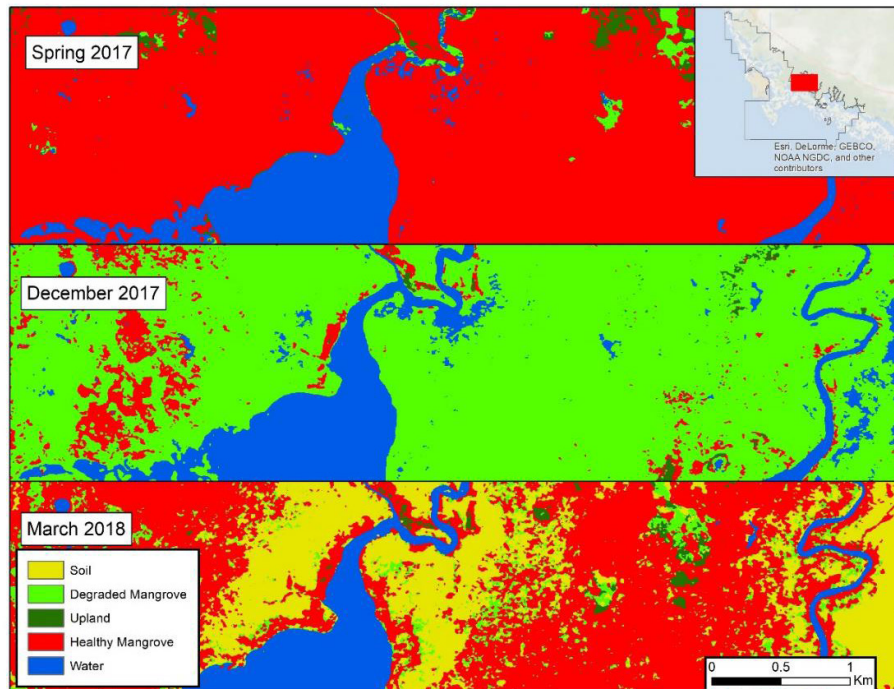 Spring 2017
Esri, DeLorme, GEBCO,
NOAA NGDC, and other
contributors
December 2017
March 2018
Soil
Degraded Mangrove
Upland
Healthy Mangrove
Water
0 0.5 1
Km